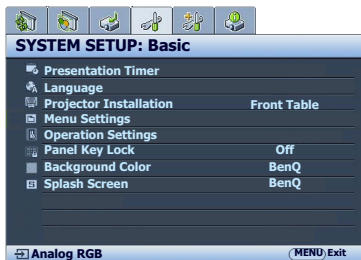 SYSTEM SETUP: Basic
Presentation Timer
Language
Projector Installation Front Table
Menu Settings
Operation Settings
Panel Key Lock Off
Background Color BenQ
Splash Screen BenQ
Analog RGB MENU Exit